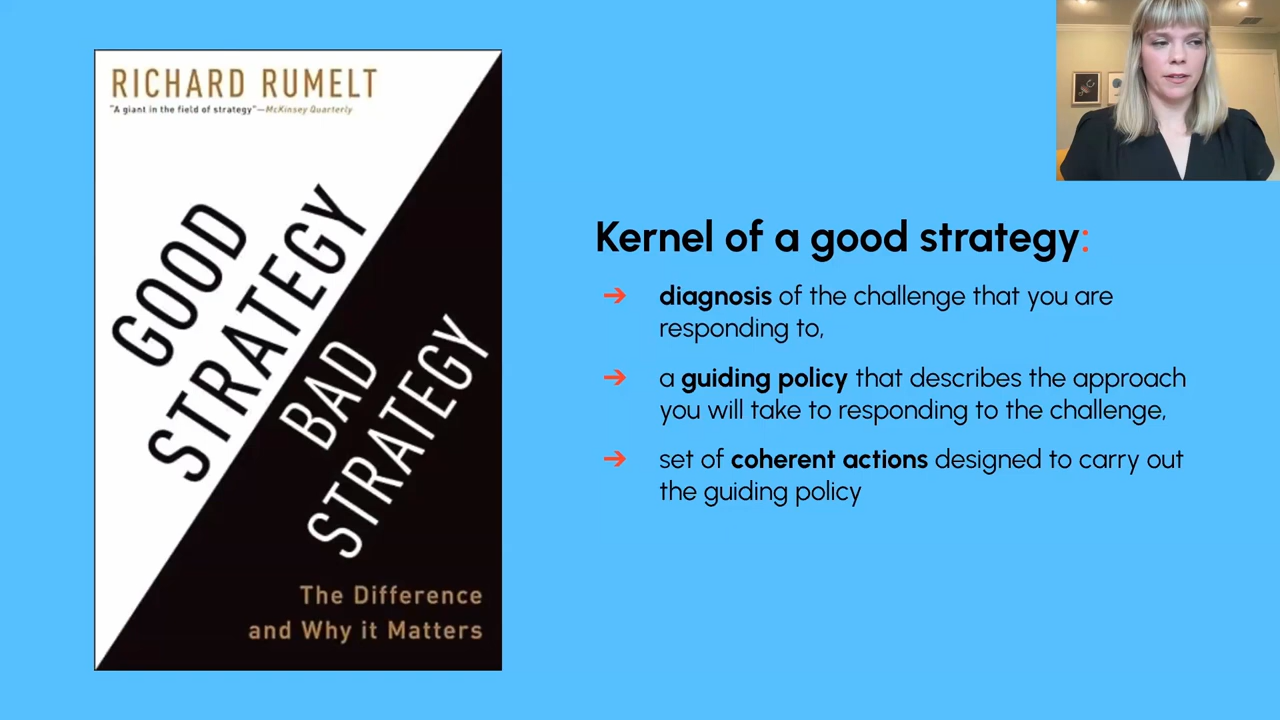 RICHARD RUMELT
"A giant in the field of strategy"—McKinsey Quarterly
GOOD
STRATEGY
BAD
STRATEGY
The Difference
and Why it Matters
Kernel of a good strategy:
➔ diagnosis of the challenge that you are
responding to,
➔ a guiding policy that describes the approach
you will take to responding to the challenge,
➔ set of coherent actions designed to carry out
the guiding policy